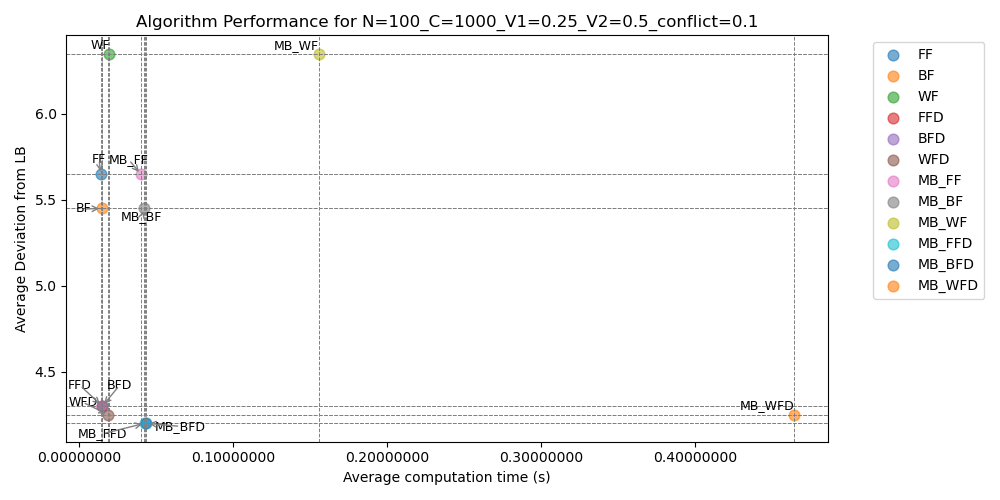 Algorithm Performance for N=100_C=1000_V1=0.25_V2=0.5_conflict=0.1
Average Deviation from LB
6.0
5.5
5.0
4.5
WF
MB_WF
FF
MB_FF
BF
MB_BF
FFD
BFD
WFD
MB_WFD
MB_FFD
MB_BFD
0.00000000
0.10000000
0.20000000
0.30000000
0.40000000
Average computation time (s)
FF
BF
WF
FFD
BFD
WFD
MB_FF
MB_BF
MB_WF
MB_FFD
MB_BFD
MB_WFD